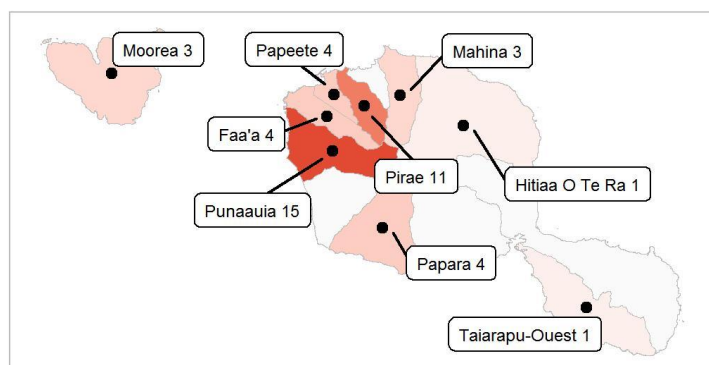 Moorea 3
Papeete 4
Mahina 3
Faa'a 4
Pirae 11
Hitiaa O Te Ra 1
Punaauia 15
Papara 4
Taiarapu-Ouest 1